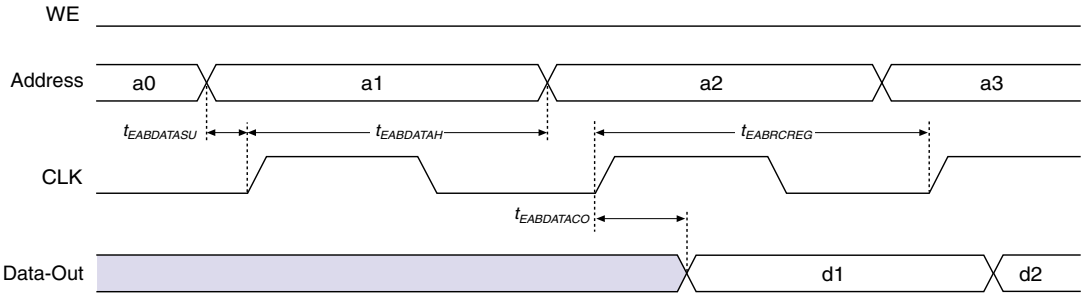 WE
Address a0 a1 a2 a3
tEABDATASU tEABDATAH tEABRCREG
CLK
tEABDATACO
Data-Out d1 d2